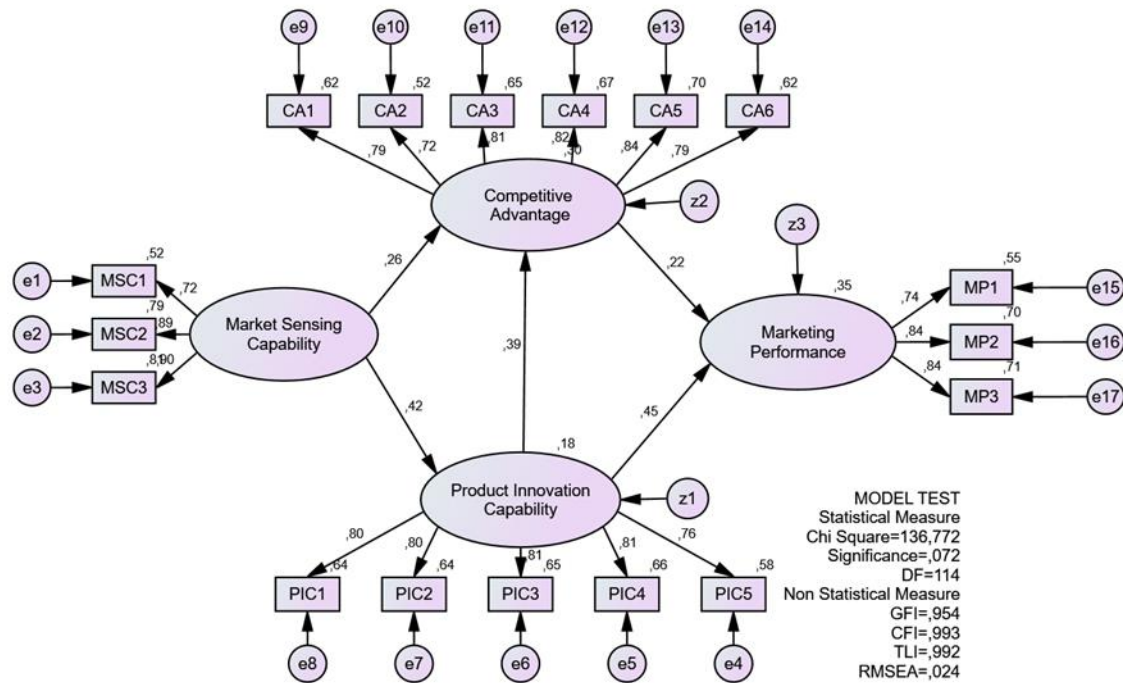 e9
e10
e11
e12
e13
e14
,62
,52
,65
,67
,70
,62
CA1
CA2
CA3
CA4
CA5
CA6
,79
,72
,81
,82
,30
,84
,79
Competitive
Advantage
z2
z3
,26
,22
,39
,42
,45
e1
e2
e3
,52
MSC1
,72
,79
MSC2
,89
,81
,90
MSC3
Market Sensing
Capability
,35
Marketing
Performance
,74
,84
,84
,55
MP1
,70
MP2
,71
MP3
e15
e16
e17
,18
Product Innovation
Capability
z1
,80
,80
,81
,81
,76
,64
,64
,65
,66
,58
PIC1
PIC2
PIC3
PIC4
PIC5
e8
e7
e6
e5
e4
MODEL TEST
Statistical Measure
Chi Square=136,772
Significance=,072
DF=114
Non Statistical Measure
GFI=,954
CFI=,993
TLI=,992
RMSEA=,024